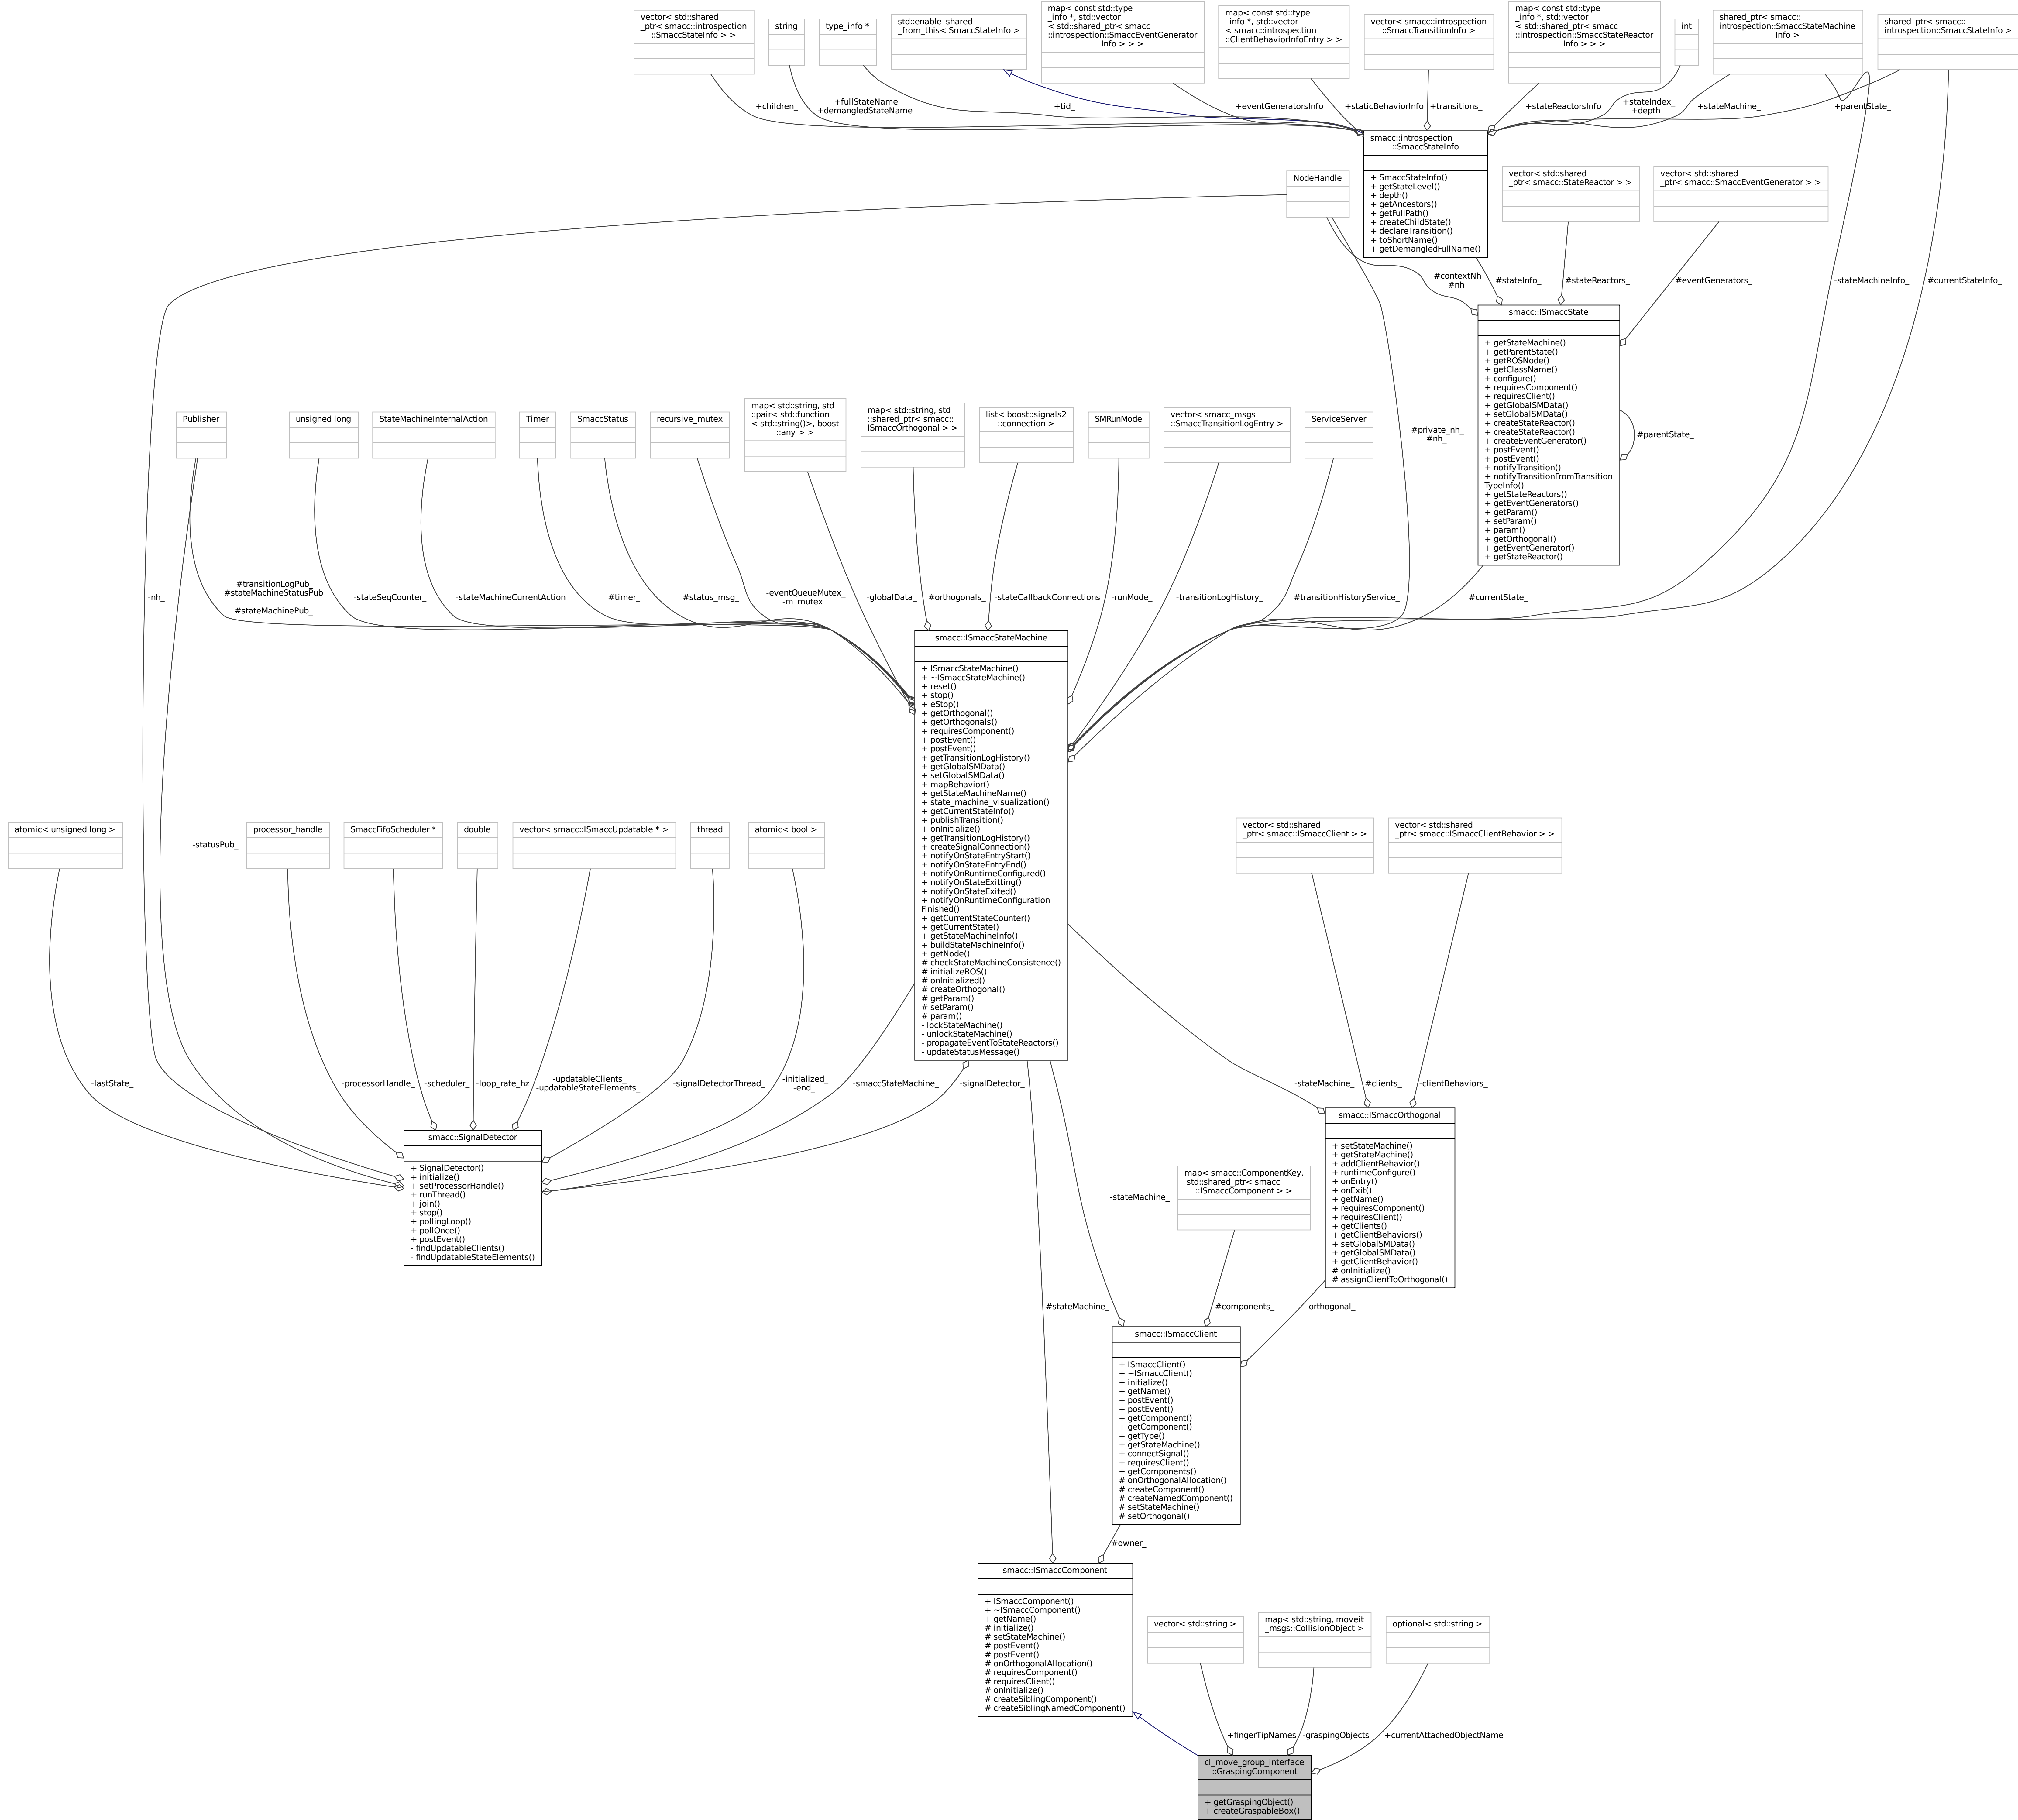 vector< std::shared
_ptr< smacc::introspection
::SmaccStateInfo > >
string
type_info *
std::enable_shared
_from_this< SmaccStateInfo >
map< const std::type
_info *, std::vector
< std::shared_ptr< smacc
::introspection::SmaccEventGenerator
Info > > >
map< const std::type
_info *, std::vector
< smacc::introspection
::ClientBehaviorInfoEntry > >
vector< smacc::introspection
::SmaccTransitionInfo >
map< const std::type
_info *, std::vector
< std::shared_ptr< smacc
::introspection::SmaccStateReactor
Info > > >
int
shared_ptr< smacc::
introspection::SmaccStateMachine
Info >
shared_ptr< smacc::
introspection::SmaccStateInfo >
+children_
+fullStateName
+demangledStateName
+tid_
+eventGeneratorsInfo
+staticBehaviorInfo
+transitions_
+stateReactorsInfo
+stateIndex_
+depth_
+stateMachine_
+parentState_
smacc::introspection
::SmaccStateInfo
+ SmaccStateInfo()
+ getStateLevel()
+ depth()
+ getAncestors()
+ getFullPath()
+ createChildState()
+ declareTransition()
+ toShortName()
+ getDemangledFullName()
NodeHandle
vector< std::shared
_ptr< smacc::StateReactor > >
vector< std::shared
_ptr< smacc::SmaccEventGenerator > >
#contextNh
#nh
#stateInfo_
#stateReactors_
#eventGenerators_
-stateMachineInfo_
#currentStateInfo_
smacc::ISmaccState
+ getStateMachine()
+ getParentState()
+ getROSNode()
+ getClassName()
+ configure()
+ requiresComponent()
+ requiresClient()
+ getGlobalSMData()
+ setGlobalSMData()
+ createStateReactor()
+ createStateReactor()
+ createEventGenerator()
+ postEvent()
+ postEvent()
+ notifyTransition()
+ notifyTransitionFromTransition
TypeInfo()
+ getStateReactors()
+ getEventGenerators()
+ getParam()
+ setParam()
+ param()
+ getOrthogonal()
+ getEventGenerator()
+ getStateReactor()
#parentState_
#private_nh_
#nh_
Publisher
unsigned long
StateMachineInternalAction
Timer
SmaccStatus
recursive_mutex
map< std::string, std
::pair< std::function
< std::string()>, boost
::any > >
map< std::string, std
::shared_ptr< smacc::
ISmaccOrthogonal > >
list< boost::signals2
::connection >
SMRunMode
vector< smacc_msgs
::SmaccTransitionLogEntry >
ServiceServer
-nh_
#transitionLogPub_
#stateMachineStatusPub
_
#stateMachinePub_
-stateSeqCounter_
-stateMachineCurrentAction
#timer_
#status_msg_
-eventQueueMutex_
-m_mutex_
-globalData_
#orthogonals_
-stateCallbackConnections
-runMode_
-transitionLogHistory_
#transitionHistoryService_
#currentState_
smacc::ISmaccStateMachine
+ ISmaccStateMachine()
+ ~ISmaccStateMachine()
+ reset()
+ stop()
+ eStop()
+ getOrthogonal()
+ getOrthogonals()
+ requiresComponent()
+ postEvent()
+ postEvent()
+ getTransitionLogHistory()
+ getGlobalSMData()
+ setGlobalSMData()
+ mapBehavior()
+ getStateMachineName()
+ state_machine_visualization()
+ getCurrentStateInfo()
+ publishTransition()
+ onInitialize()
+ getTransitionLogHistory()
+ createSignalConnection()
+ notifyOnStateEntryStart()
+ notifyOnStateEntryEnd()
+ notifyOnRuntimeConfigured()
+ notifyOnStateExitting()
+ notifyOnStateExited()
+ notifyOnRuntimeConfiguration
Finished()
+ getCurrentStateCounter()
+ getCurrentState()
+ getStateMachineInfo()
+ buildStateMachineInfo()
+ getNode()
# checkStateMachineConsistence()
# initializeROS()
# onInitialized()
# createOrthogonal()
# getParam()
# setParam()
# param()
- lockStateMachine()
- unlockStateMachine()
- propagateEventToStateReactors()
- updateStatusMessage()
atomic< unsigned long >
-statusPub_
processor_handle
SmaccFifoScheduler *
double
vector< smacc::ISmaccUpdatable * >
thread
atomic< bool >
vector< std::shared
_ptr< smacc::ISmaccClient > >
vector< std::shared
_ptr< smacc::ISmaccClientBehavior > >
-lastState_
-processorHandle_
-scheduler_
-loop_rate_hz
-updatableClients_
-updatableStateElements_
-signalDetectorThread_
-initialized_
-end_
-smaccStateMachine_
-signalDetector_
-stateMachine_
#clients_
-clientBehaviors_
smacc::SignalDetector
+ SignalDetector()
+ initialize()
+ setProcessorHandle()
+ runThread()
+ join()
+ stop()
+ pollingLoop()
+ pollOnce()
+ postEvent()
- findUpdatableClients()
- findUpdatableStateElements()
smacc::ISmaccOrthogonal
+ setStateMachine()
+ getStateMachine()
+ addClientBehavior()
+ runtimeConfigure()
+ onEntry()
+ onExit()
+ getName()
+ requiresComponent()
+ requiresClient()
+ getClients()
+ getClientBehaviors()
+ setGlobalSMData()
+ getGlobalSMData()
+ getClientBehavior()
# onInitialize()
# assignClientToOrthogonal()
-stateMachine_
map< smacc::ComponentKey,
std::shared_ptr< smacc
::ISmaccComponent > >
#stateMachine_
#components_
-orthogonal_
smacc::ISmaccClient
+ ISmaccClient()
+ ~ISmaccClient()
+ initialize()
+ getName()
+ postEvent()
+ postEvent()
+ getComponent()
+ getComponent()
+ getType()
+ getStateMachine()
+ connectSignal()
+ requiresClient()
+ getComponents()
# onOrthogonalAllocation()
# createComponent()
# createNamedComponent()
# setStateMachine()
# setOrthogonal()
#owner_
smacc::ISmaccComponent
+ ISmaccComponent()
+ ~ISmaccComponent()
+ getName()
# initialize()
# setStateMachine()
# postEvent()
# postEvent()
# onOrthogonalAllocation()
# requiresComponent()
# requiresClient()
# onInitialize()
# createSiblingComponent()
# createSiblingNamedComponent()
vector< std::string >
map< std::string, moveit
_msgs::CollisionObject >
optional< std::string >
+fingerTipNames
-graspingObjects
+currentAttachedObjectName
cl_move_group_interface
::GraspingComponent
+ getGraspingObject()
+ createGraspableBox()